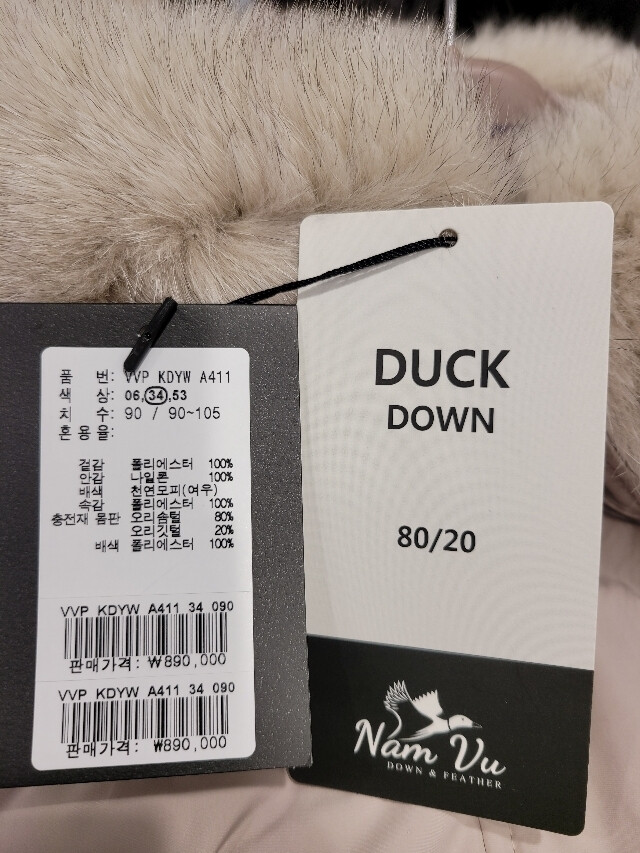 품 번: VVP KDYW A411
색 상: 06,34,53
치 수: 90 / 90~105
혼 용 율:
겉감 폴리에스터 100%
안감 나일론 100%
배색 천연모피(여우)
속감 폴리에스터 100%
충전재 몸판 오리솜털 80%
오리깃털 20%
배색 폴리에스터 100%
VVP KDYW A411 34 090
판매가격: ₩890,000
VVP KDYW A411 34 090
판매가격: ₩890,000
DUCK
DOWN
80/20
Nam Vu
DOWN & FEATHER